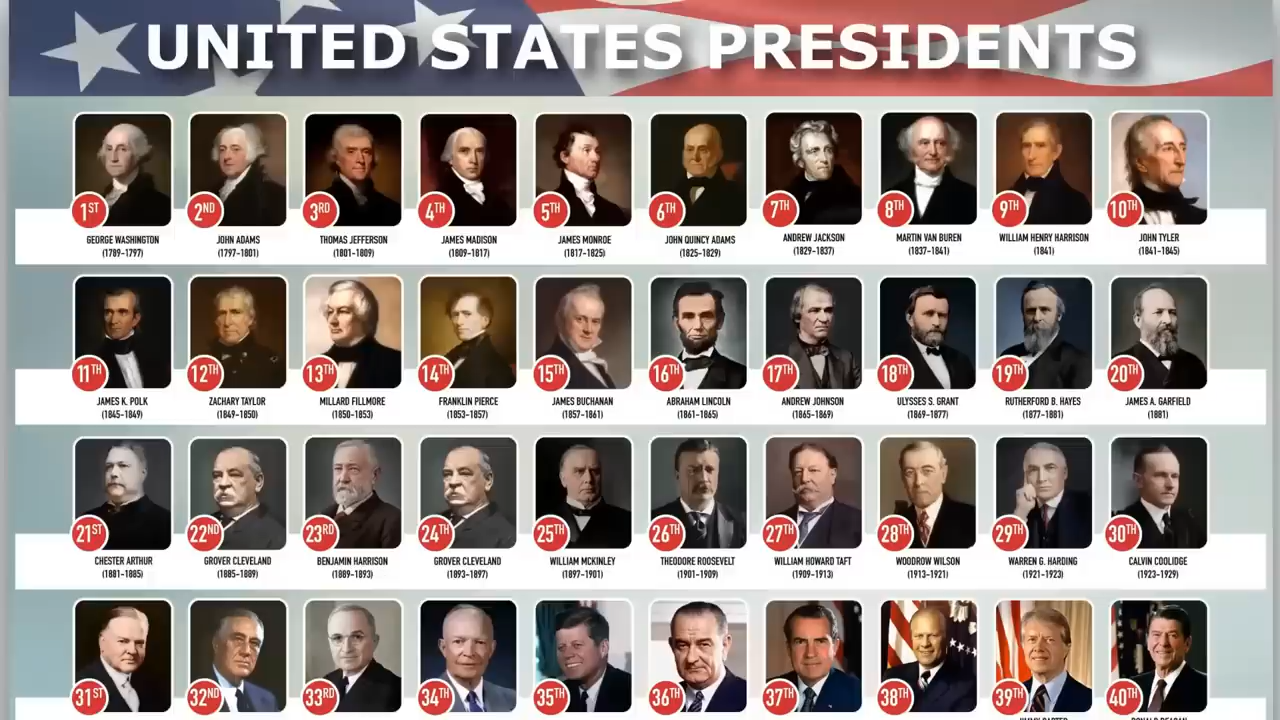 UNITED STATES PRESIDENTS
1ST 2ND 3RD 4TH 5TH 6TH 7TH 8TH 9TH 10TH
GEORGE WASHINGTON JOHN ADAMS THOMAS JEFFERSON JAMES MADISON JAMES MONROE JOHN QUINCY ADAMS ANDREW JACKSON MARTIN VAN BUREN WILLIAM HENRY HARRISON JOHN TYLER
(1789-1797) (1797-1801) (1801-1809) (1809-1817) (1817-1825) (1825-1829) (1829-1837) (1837-1841) (1841) (1841-1845)
11TH 12TH 13TH 14TH 15TH 16TH 17TH 18TH 19TH 20TH
JAMES K. POLK ZACHARY TAYLOR MILLARD FILLMORE FRANKLIN PIERCE JAMES BUCHANAN ABRAHAM LINCOLN ANDREW JOHNSON ULYSSES S. GRANT RUTHERFORD B. HAYES JAMES A. GARFIELD
(1845-1849) (1849-1850) (1850-1853) (1853-1857) (1857-1861) (1861-1865) (1865-1869) (1869-1877) (1877-1881) (1881)
21ST 22ND 23RD 24TH 25TH 26TH 27TH 28TH 29TH 30TH
CHESTER ARTHUR GROVER CLEVELAND BENJAMIN HARRISON GROVER CLEVELAND WILLIAM MCKINLEY THEODORE ROOSEVELT WILLIAM HOWARD TAFT WOODROW WILSON WARREN G. HARDING CALVIN COOLIDGE
(1881-1885) (1885-1889) (1889-1893) (1893-1897) (1897-1901) (1901-1909) (1909-1913) (1913-1921) (1921-1923) (1923-1929)
31ST 32ND 33RD 34TH 35TH 36TH 37TH 38TH 39TH 40TH